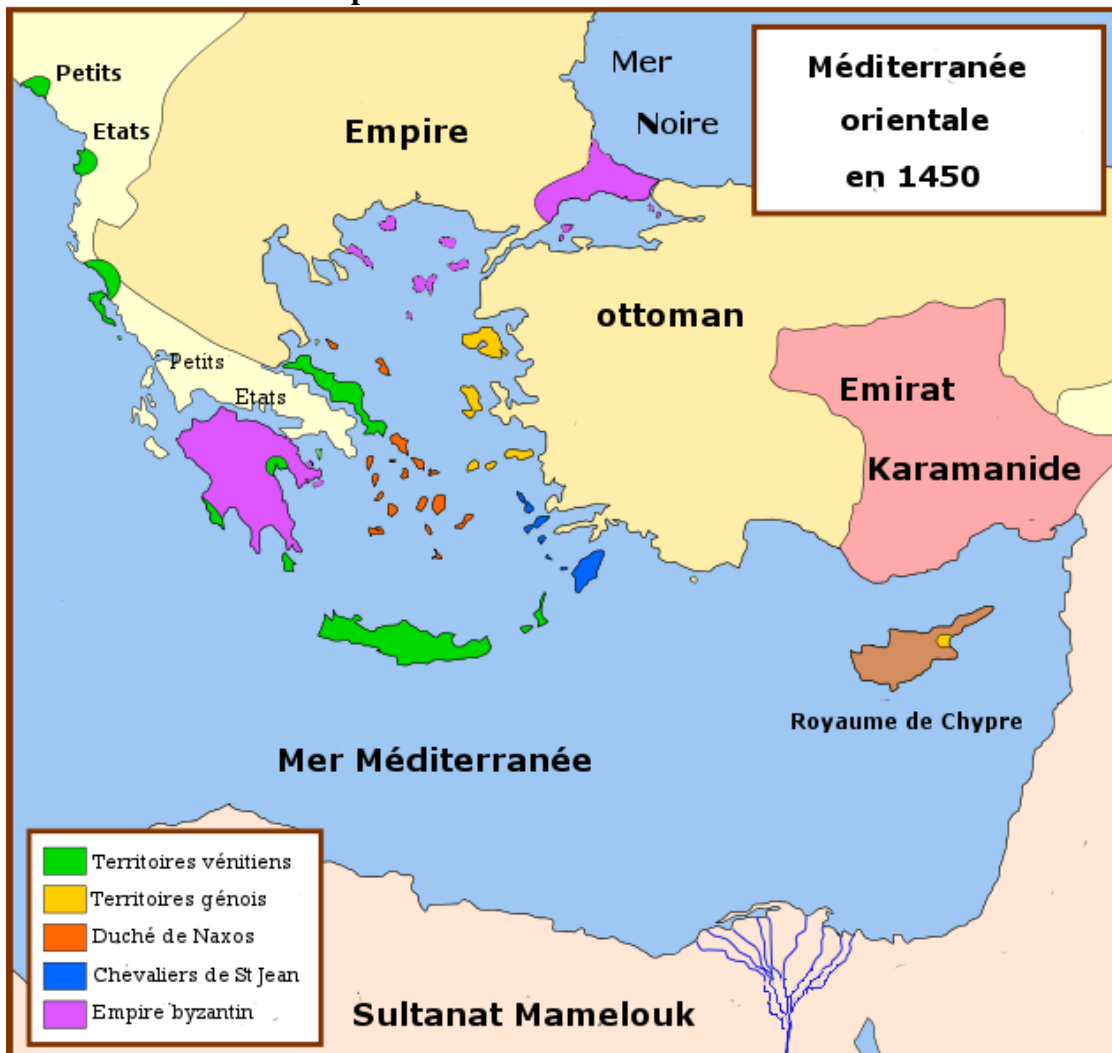 Mer
Noire
Méditerranée
orientale
en 1450
Petits
Etats
Empire
ottoman
Petits
Etats
Emirat
Karamanide
Royaume de Chypre
Mer Méditerranée
Territoires vénitiens
Territoires génois
Duché de Naxos
Chevaliers de St Jean
Empire byzantin
Sultanat Mamelouk